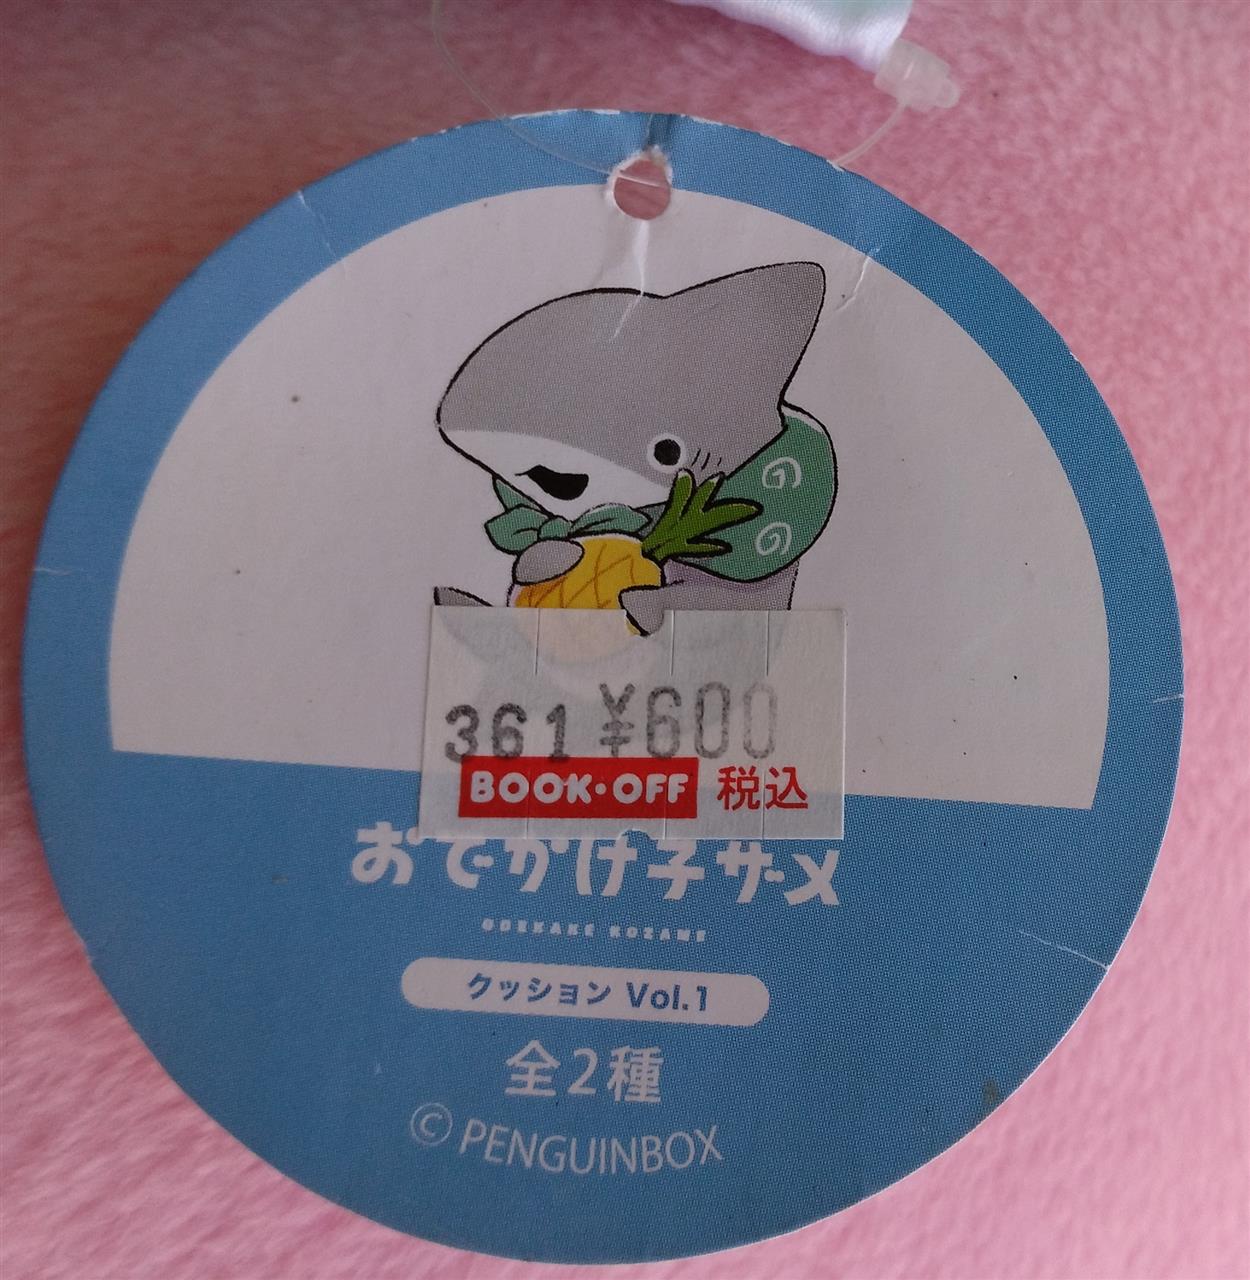 361 ¥600
BOOK・OFF 税込
おでかけ子ザメ
ODEKAKE KOZAME
クッション Vol.1
全2種
© PENGUINBOX